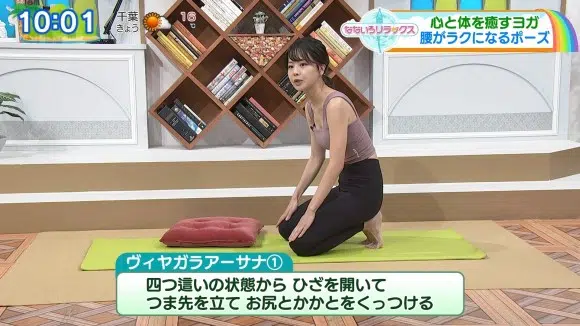 10:01
千葉
きょう
16
℃
なないろリラックス
心と体を癒すヨガ
腰がラクになるポーズ
ヴィヤガラアーサナ①
四つ這いの状態から ひざを開いて
つま先を立て お尻とかかとをくっつける